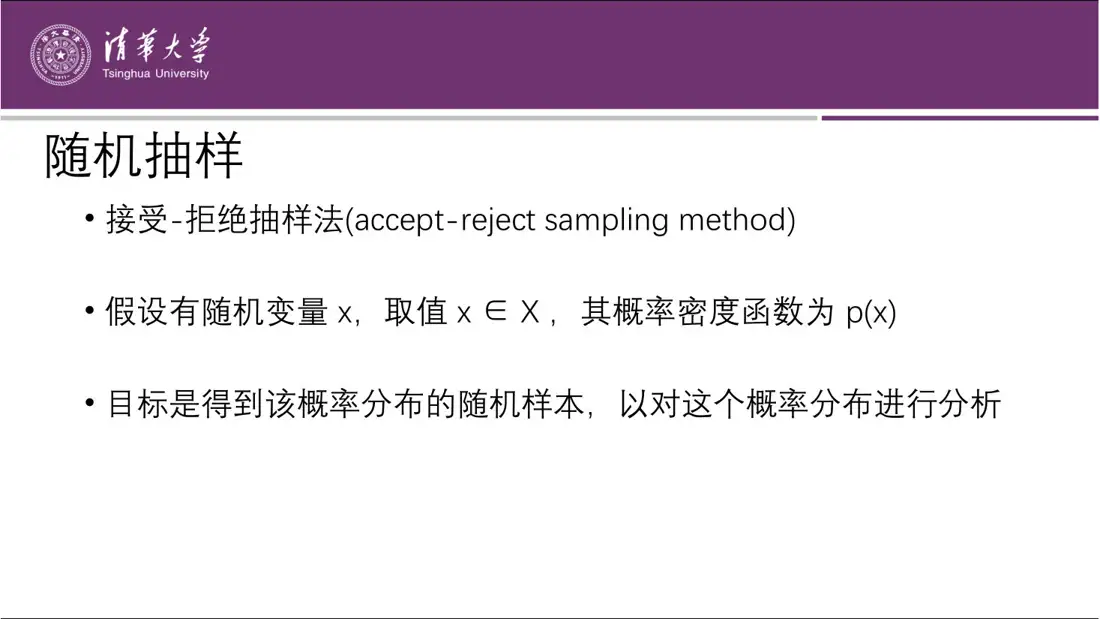 清华大学
Tsinghua University
随机抽样
• 接受-拒绝抽样法(accept-reject sampling method)
• 假设有随机变量 x，取值 x ∈ X ，其概率密度函数为 p(x)
• 目标是得到该概率分布的随机样本，以对这个概率分布进行分析